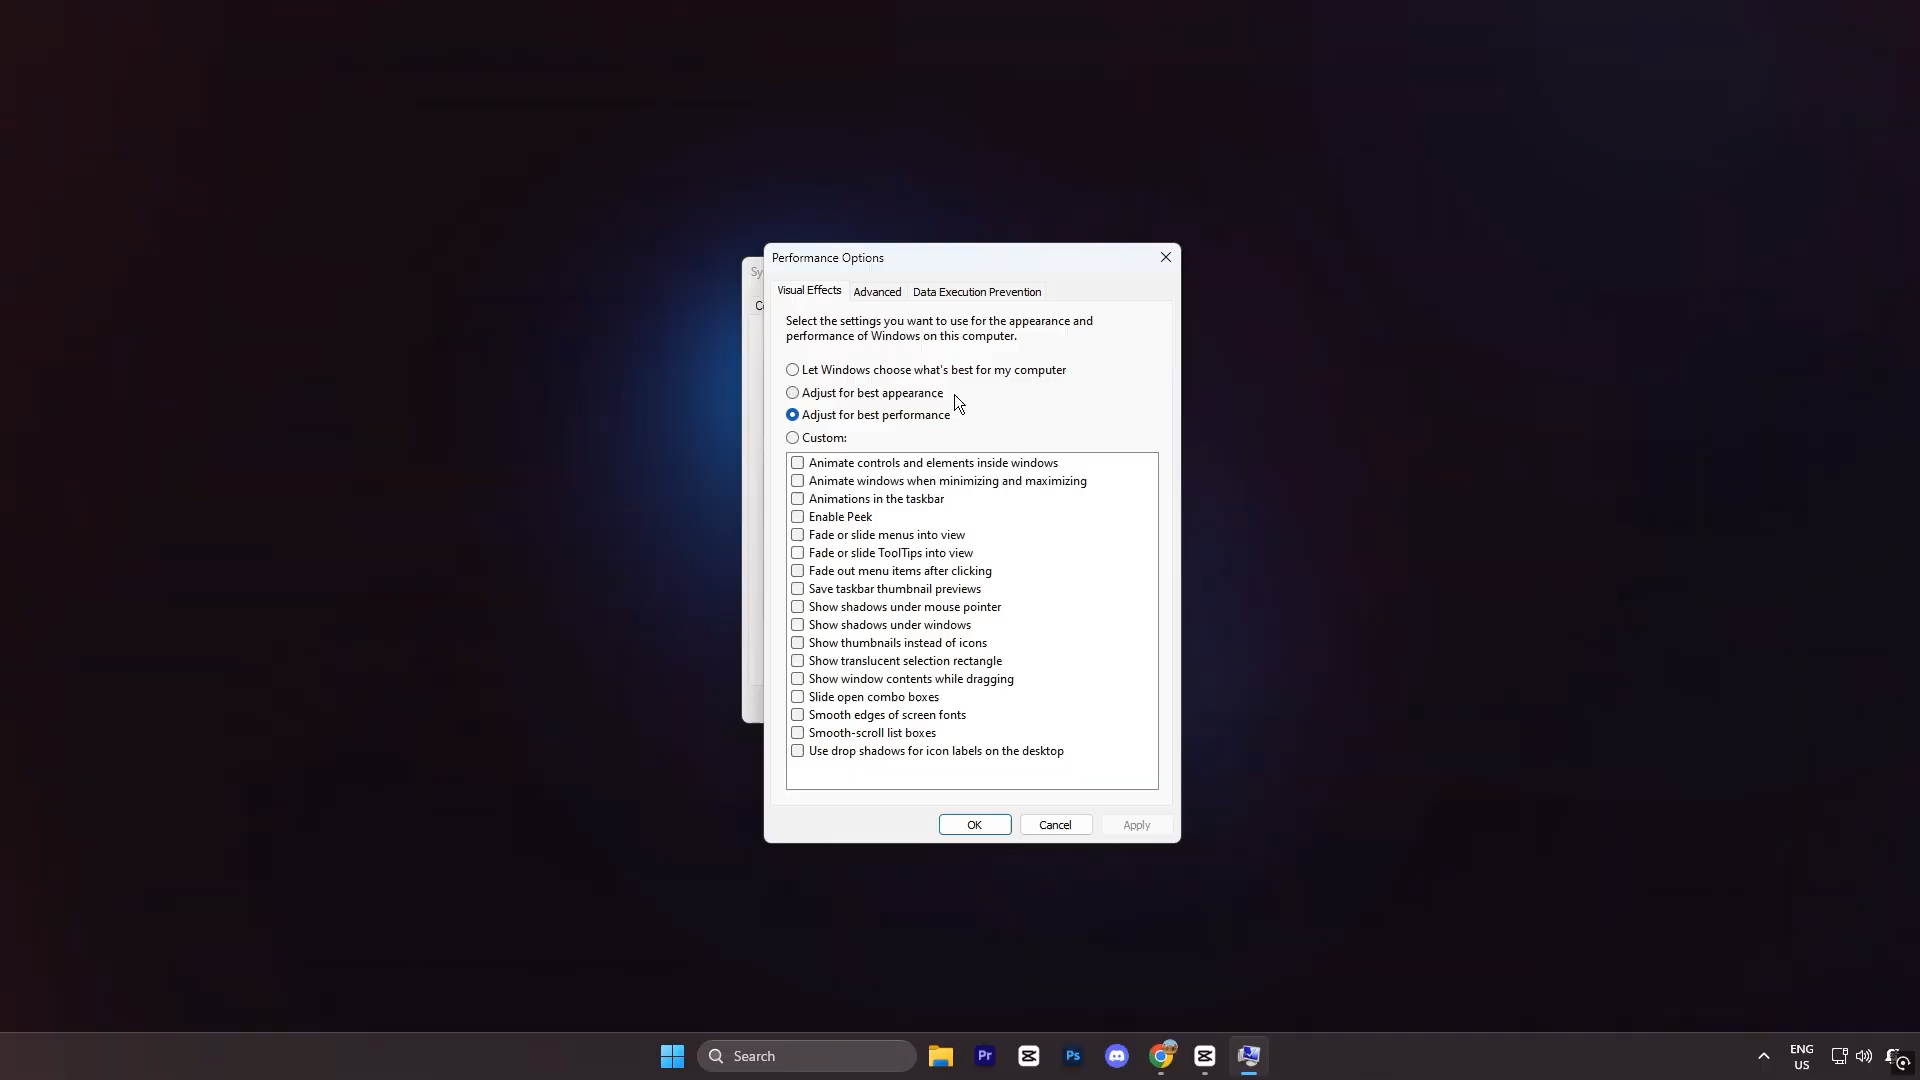 Performance Options
Sy
Visual Effects
Advanced
Data Execution Prevention
Co
Select the settings you want to use for the appearance and
performance of Windows on this computer.
Let Windows choose what's best for my computer
Adjust for best appearance
Adjust for best performance
Custom:
Animate controls and elements inside windows
Animate windows when minimizing and maximizing
Animations in the taskbar
Enable Peek
Fade or slide menus into view
Fade or slide ToolTips into view
Fade out menu items after clicking
Save taskbar thumbnail previews
Show shadows under mouse pointer
Show shadows under windows
Show thumbnails instead of icons
Show translucent selection rectangle
Show window contents while dragging
Slide open combo boxes
Smooth edges of screen fonts
Smooth-scroll list boxes
Use drop shadows for icon labels on the desktop
OK
Cancel
Apply
Search
Pr
Ps
ENG
US